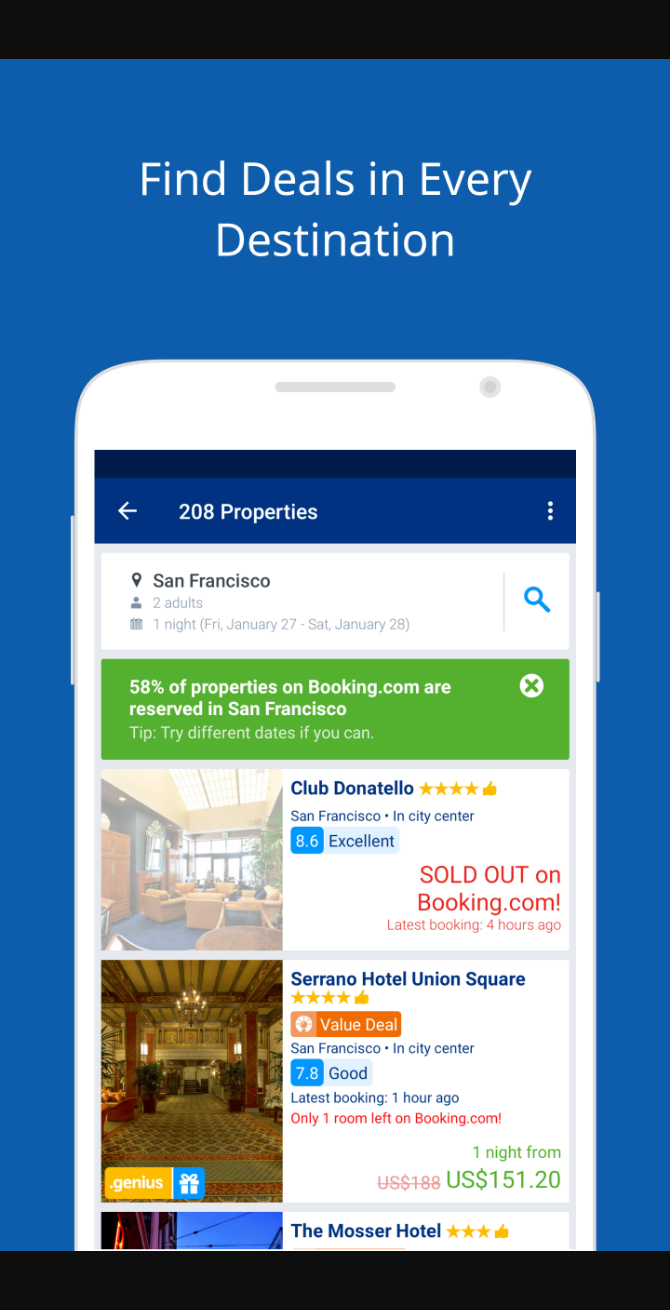 Find Deals in Every
Destination
208 Properties
San Francisco
2 adults
1 night (Fri, January 27 - Sat, January 28)
58% of properties on Booking.com are
reserved in San Francisco
Tip: Try different dates if you can.
Club Donatello
San Francisco • In city center
8.6 Excellent
SOLD OUT on
Booking.com!
Latest booking: 4 hours ago
Serrano Hotel Union Square
Value Deal
San Francisco • In city center
7.8 Good
Latest booking: 1 hour ago
Only 1 room left on Booking.com!
1 night from
.genius
US$188 US$151.20
The Mosser Hotel